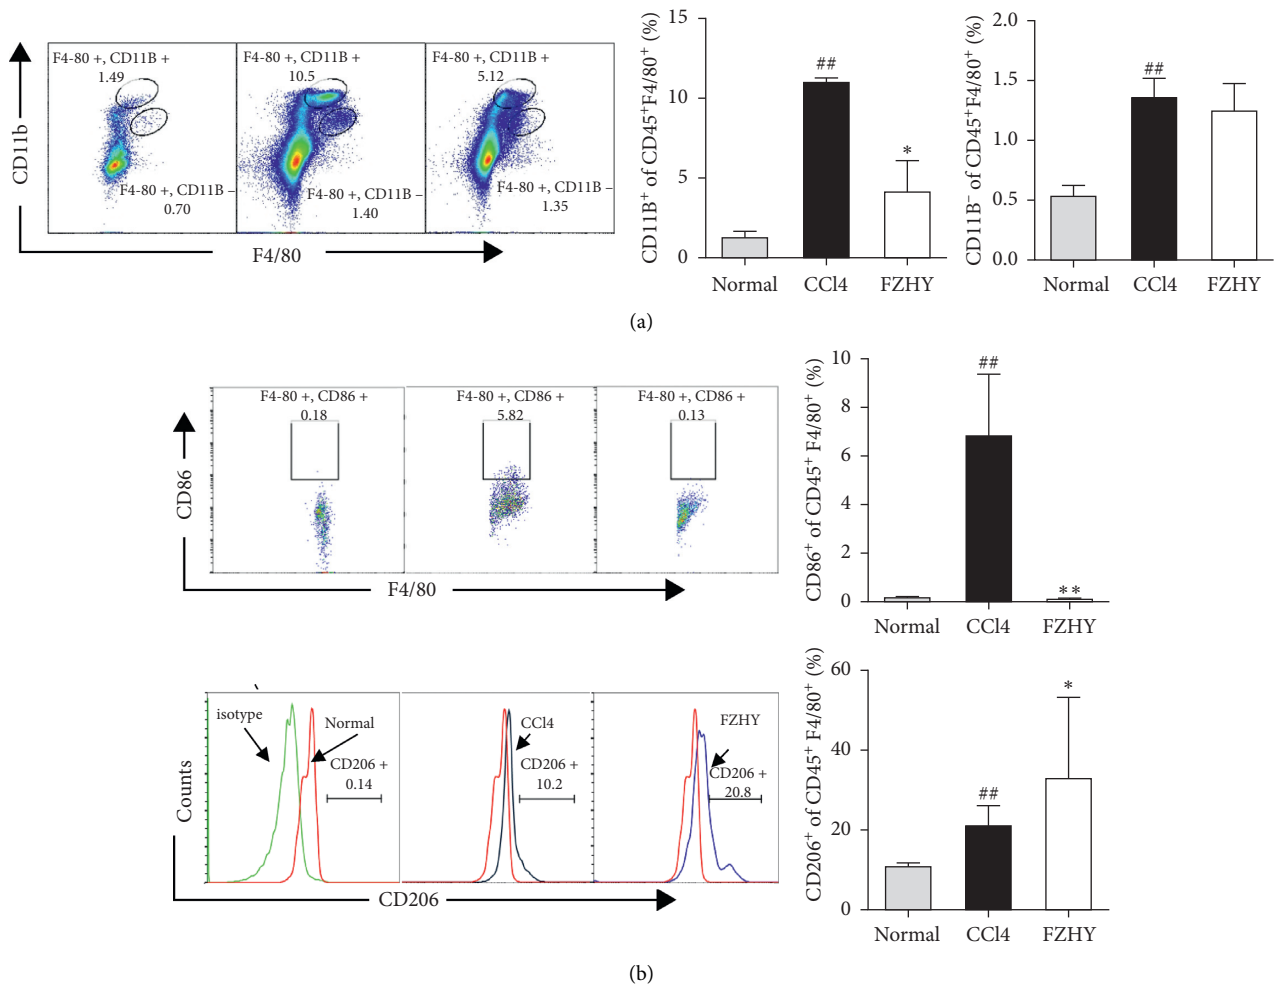 F4-80 +, CD11B +
1.49
F4-80 +, CD11B −
0.70
F4-80 +, CD11B +
10.5
F4-80 +, CD11B −
1.40
F4-80 +, CD11B +
5.12
F4-80 +, CD11B −
1.35
CD11b
F4/80
CD11B⁺ of CD45⁺F4/80⁺ (%)
15
10
5
0
##
*
Normal CCl4 FZHY
CD11B⁻ of CD45⁺F4/80⁺ (%)
2.0
1.5
1.0
0.5
0.0
##
Normal CCl4 FZHY
(a)
F4-80 +, CD86 +
0.18
F4-80 +, CD86 +
5.82
F4-80 +, CD86 +
0.13
CD86
F4/80
CD86⁺ of CD45⁺ F4/80⁺ (%)
10
8
6
4
2
0
##
**
Normal CCl4 FZHY
isotype
Normal
CD206 +
0.14
CCl4
CD206 +
10.2
FZHY
CD206 +
20.8
Counts
CD206
CD206⁺ of CD45⁺ F4/80⁺ (%)
60
40
20
0
##
*
Normal CCl4 FZHY
(b)